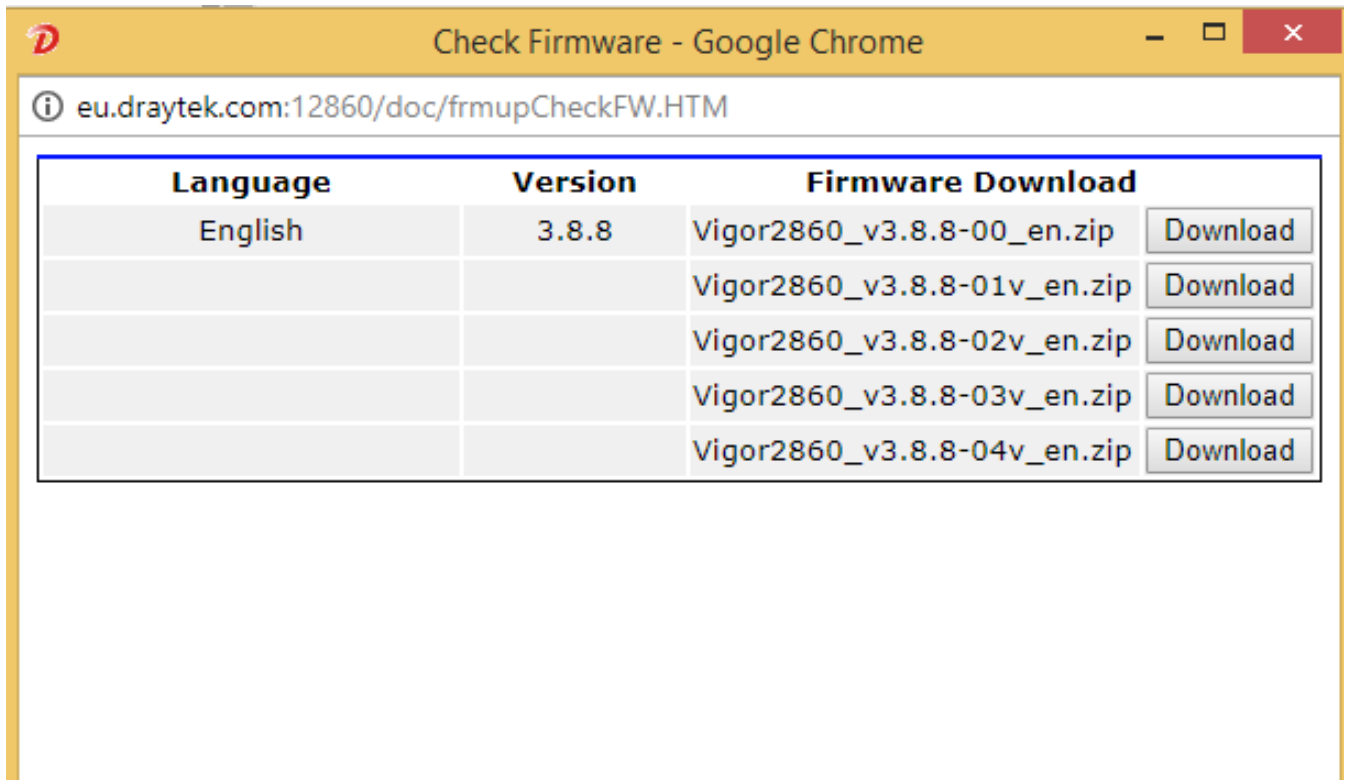 Check Firmware - Google Chrome
eu.draytek.com:12860/doc/frmupCheckFW.HTM
Language Version Firmware Download
English 3.8.8 Vigor2860_v3.8.8-00_en.zip Download
Vigor2860_v3.8.8-01v_en.zip Download
Vigor2860_v3.8.8-02v_en.zip Download
Vigor2860_v3.8.8-03v_en.zip Download
Vigor2860_v3.8.8-04v_en.zip Download